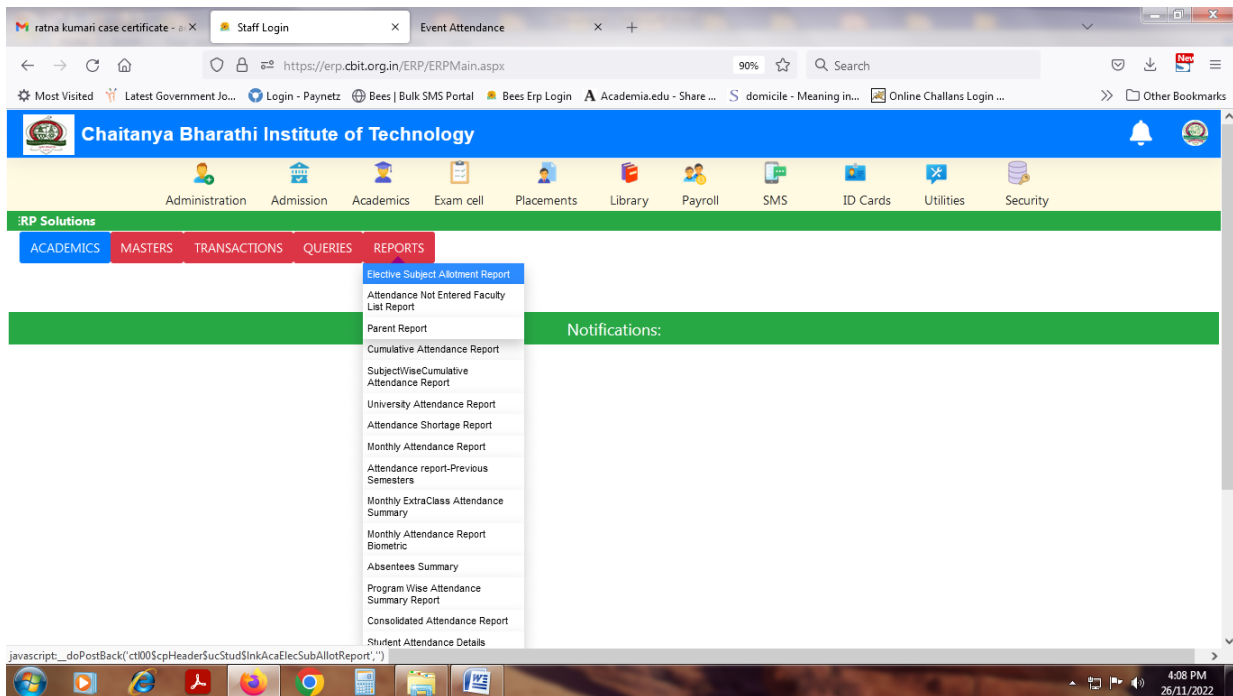 ratna kumari case certificate - a
Staff Login
Event Attendance
https://erp.cbit.org.in/ERP/ERPMain.aspx
90%
Search
New
Most Visited
Latest Government Jo...
Login - Paynetz
Bees | Bulk SMS Portal
Bees Erp Login
Academia.edu - Share ...
domicile - Meaning in...
Online Challans Login ...
Other Bookmarks
Chaitanya Bharathi Institute of Technology
Administration
Admission
Academics
Exam cell
Placements
Library
Payroll
SMS
ID Cards
Utilities
Security
RP Solutions
ACADEMICS
MASTERS
TRANSACTIONS
QUERIES
REPORTS
Elective Subject Allotment Report
Attendance Not Entered Faculty
List Report
Parent Report
Notifications:
Cumulative Attendance Report
SubjectWiseCumulative
Attendance Report
University Attendance Report
Attendance Shortage Report
Monthly Attendance Report
Attendance report-Previous
Semesters
Monthly ExtraClass Attendance
Summary
Monthly Attendance Report
Biometric
Absentees Summary
Program Wise Attendance
Summary Report
Consolidated Attendance Report
Student Attendance Details
javascript:__doPostBack('ctl00$cpHeader$ucStud$lnkAcaElecSubAllotReport','')
4:08 PM
26/11/2022